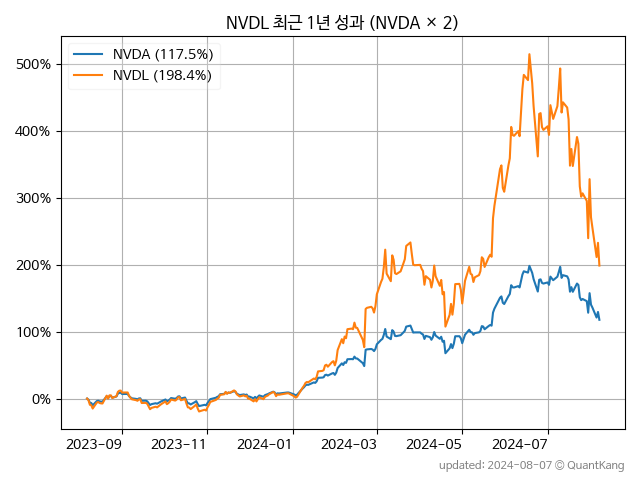 NVDL 최근 1년 성과 (NVDA × 2)
NVDA (117.5%)
NVDL (198.4%)
500%
400%
300%
200%
100%
0%
2023-09 2023-11 2024-01 2024-03 2024-05 2024-07
updated: 2024-08-07 © QuantKang